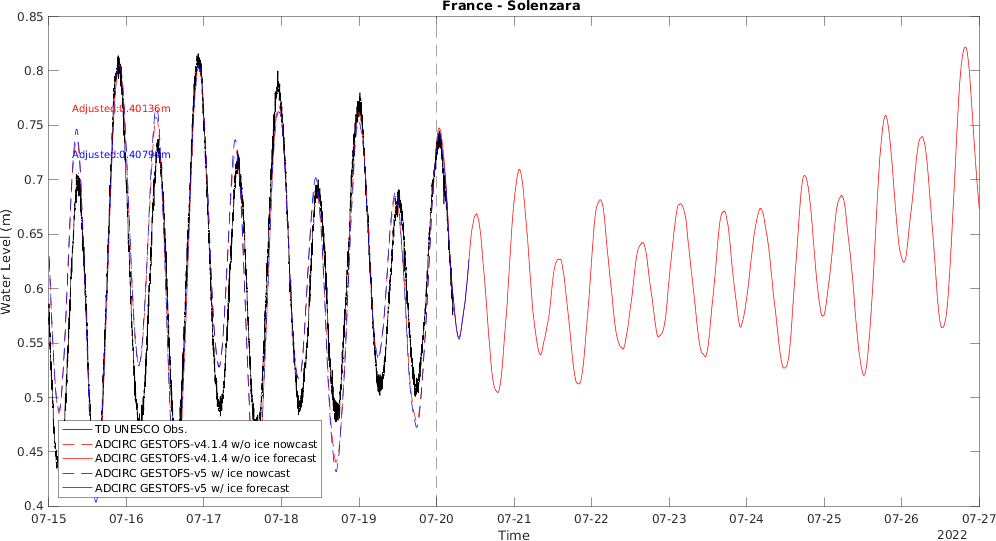 France - Solenzara
0.85
0.8
0.75
0.7
0.65
0.6
0.55
0.5
0.45
0.4
Water Level (m)
Adjusted:0.40136m
Adjusted:0.40794m
TD UNESCO Obs.
ADCIRC GESTOFS-v4.1.4 w/o ice nowcast
ADCIRC GESTOFS-v4.1.4 w/o ice forecast
ADCIRC GESTOFS-v5 w/ ice nowcast
ADCIRC GESTOFS-v5 w/ ice forecast
07-15 07-16 07-17 07-18 07-19 07-20 07-21 07-22 07-23 07-24 07-25 07-26 07-27
Time
2022